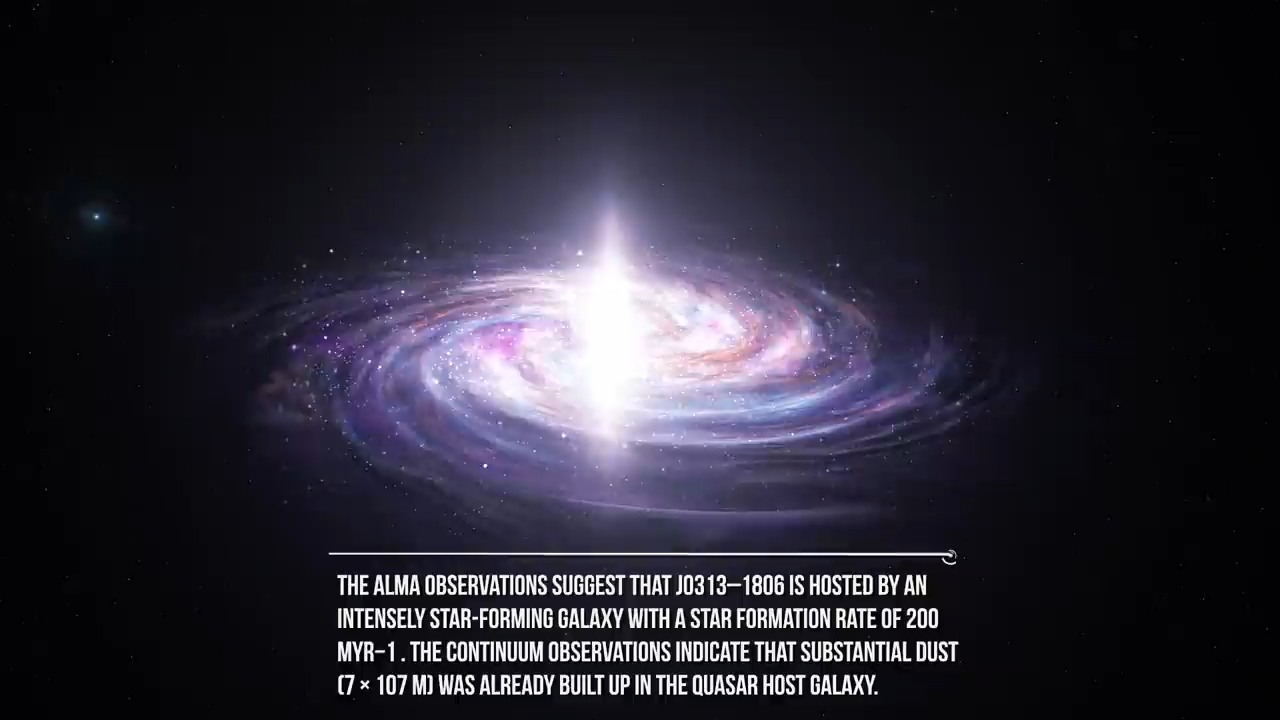 THE ALMA OBSERVATIONS SUGGEST THAT J0313–1806 IS HOSTED BY AN
INTENSELY STAR-FORMING GALAXY WITH A STAR FORMATION RATE OF 200
MYR−1 . THE CONTINUUM OBSERVATIONS INDICATE THAT SUBSTANTIAL DUST
(7 × 107 M) WAS ALREADY BUILT UP IN THE QUASAR HOST GALAXY.